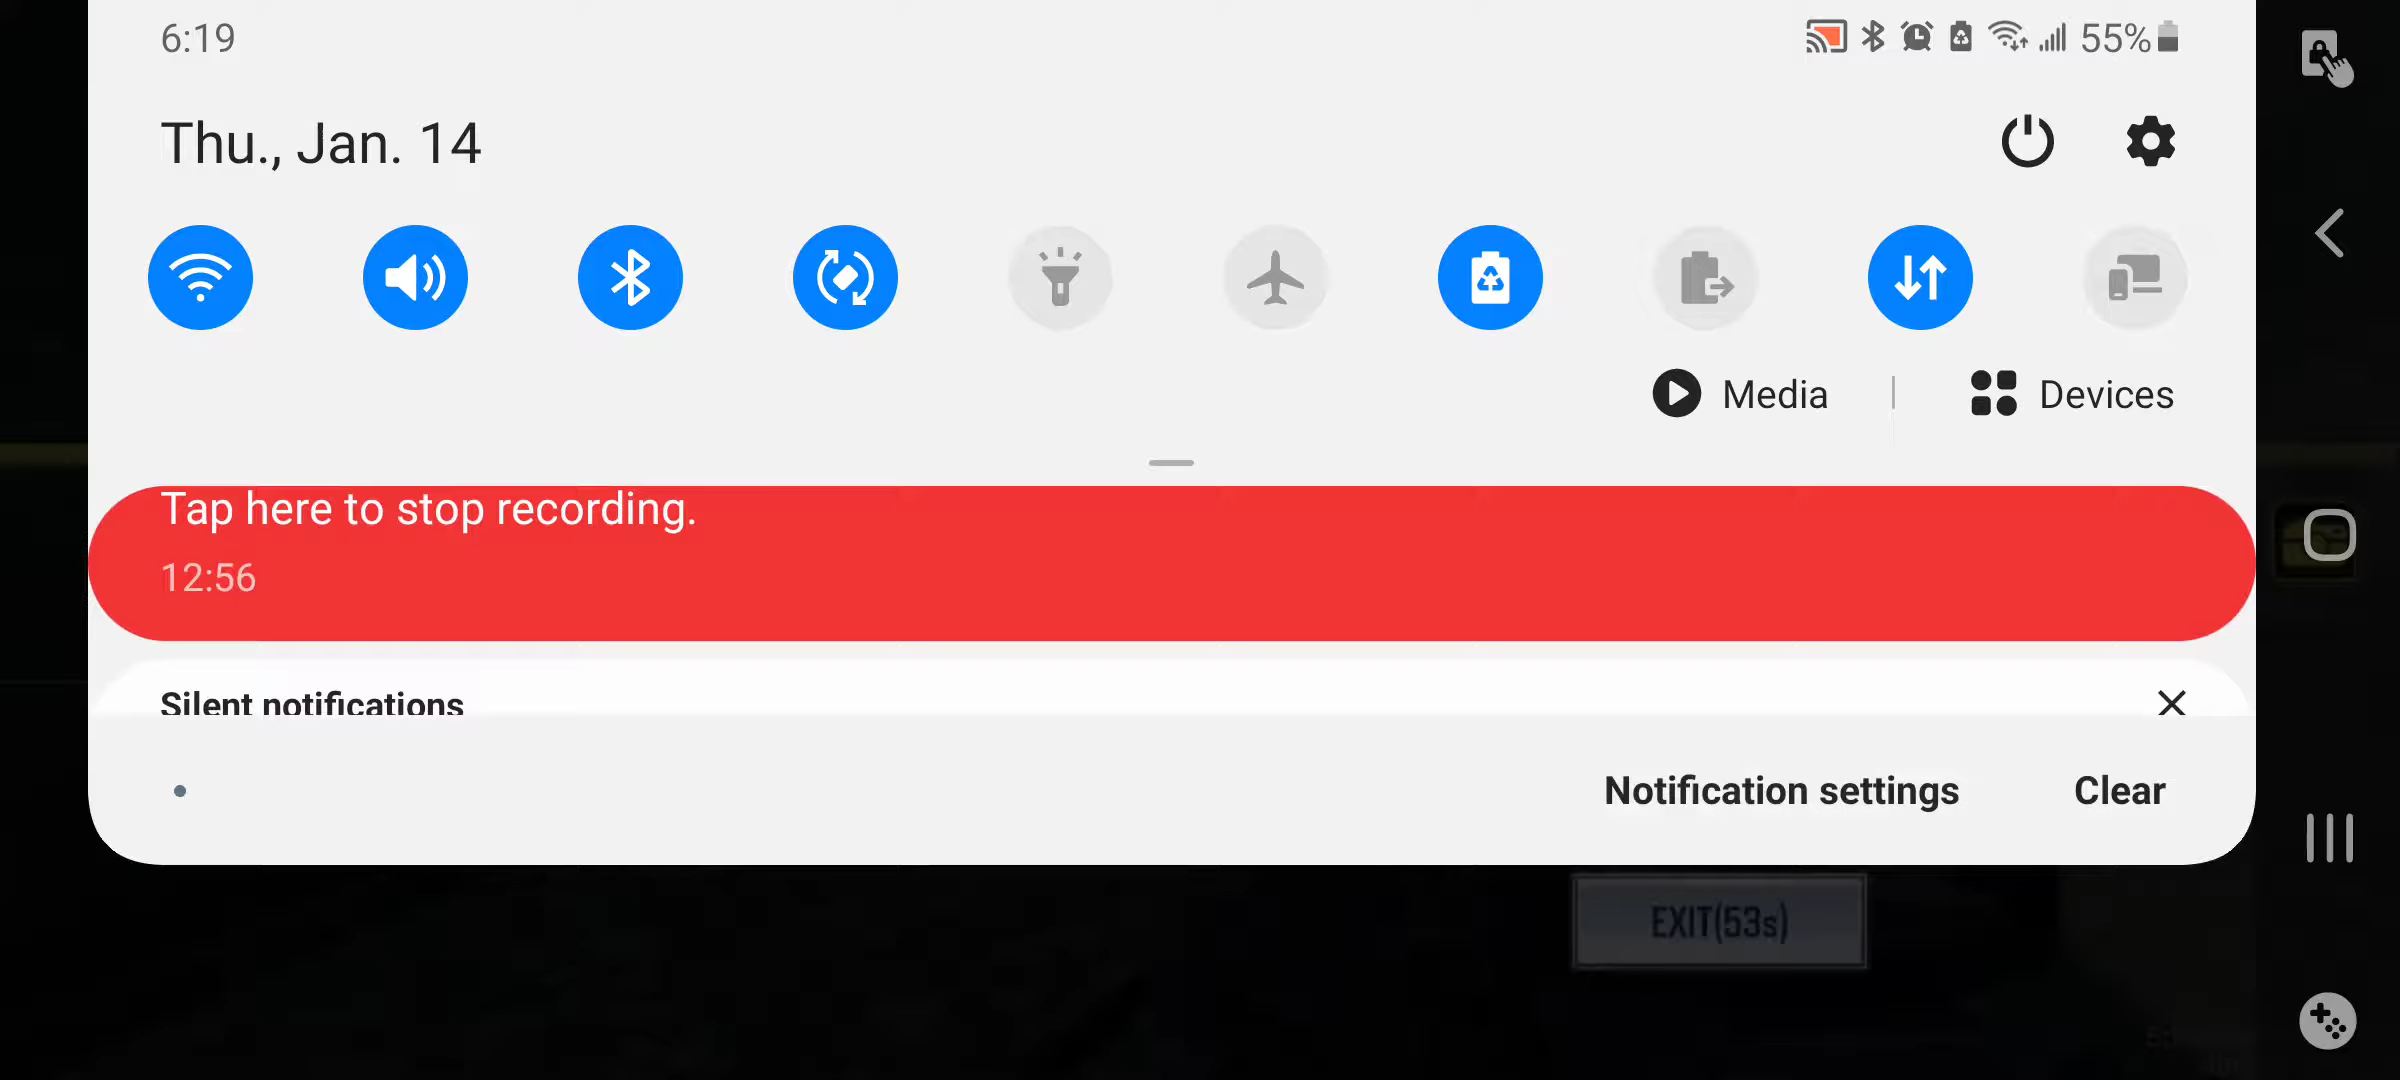 6:19
55%
Thu., Jan. 14
Media
Devices
Tap here to stop recording.
12:56
Silent notifications
Notification settings
Clear
EXIT(53s)